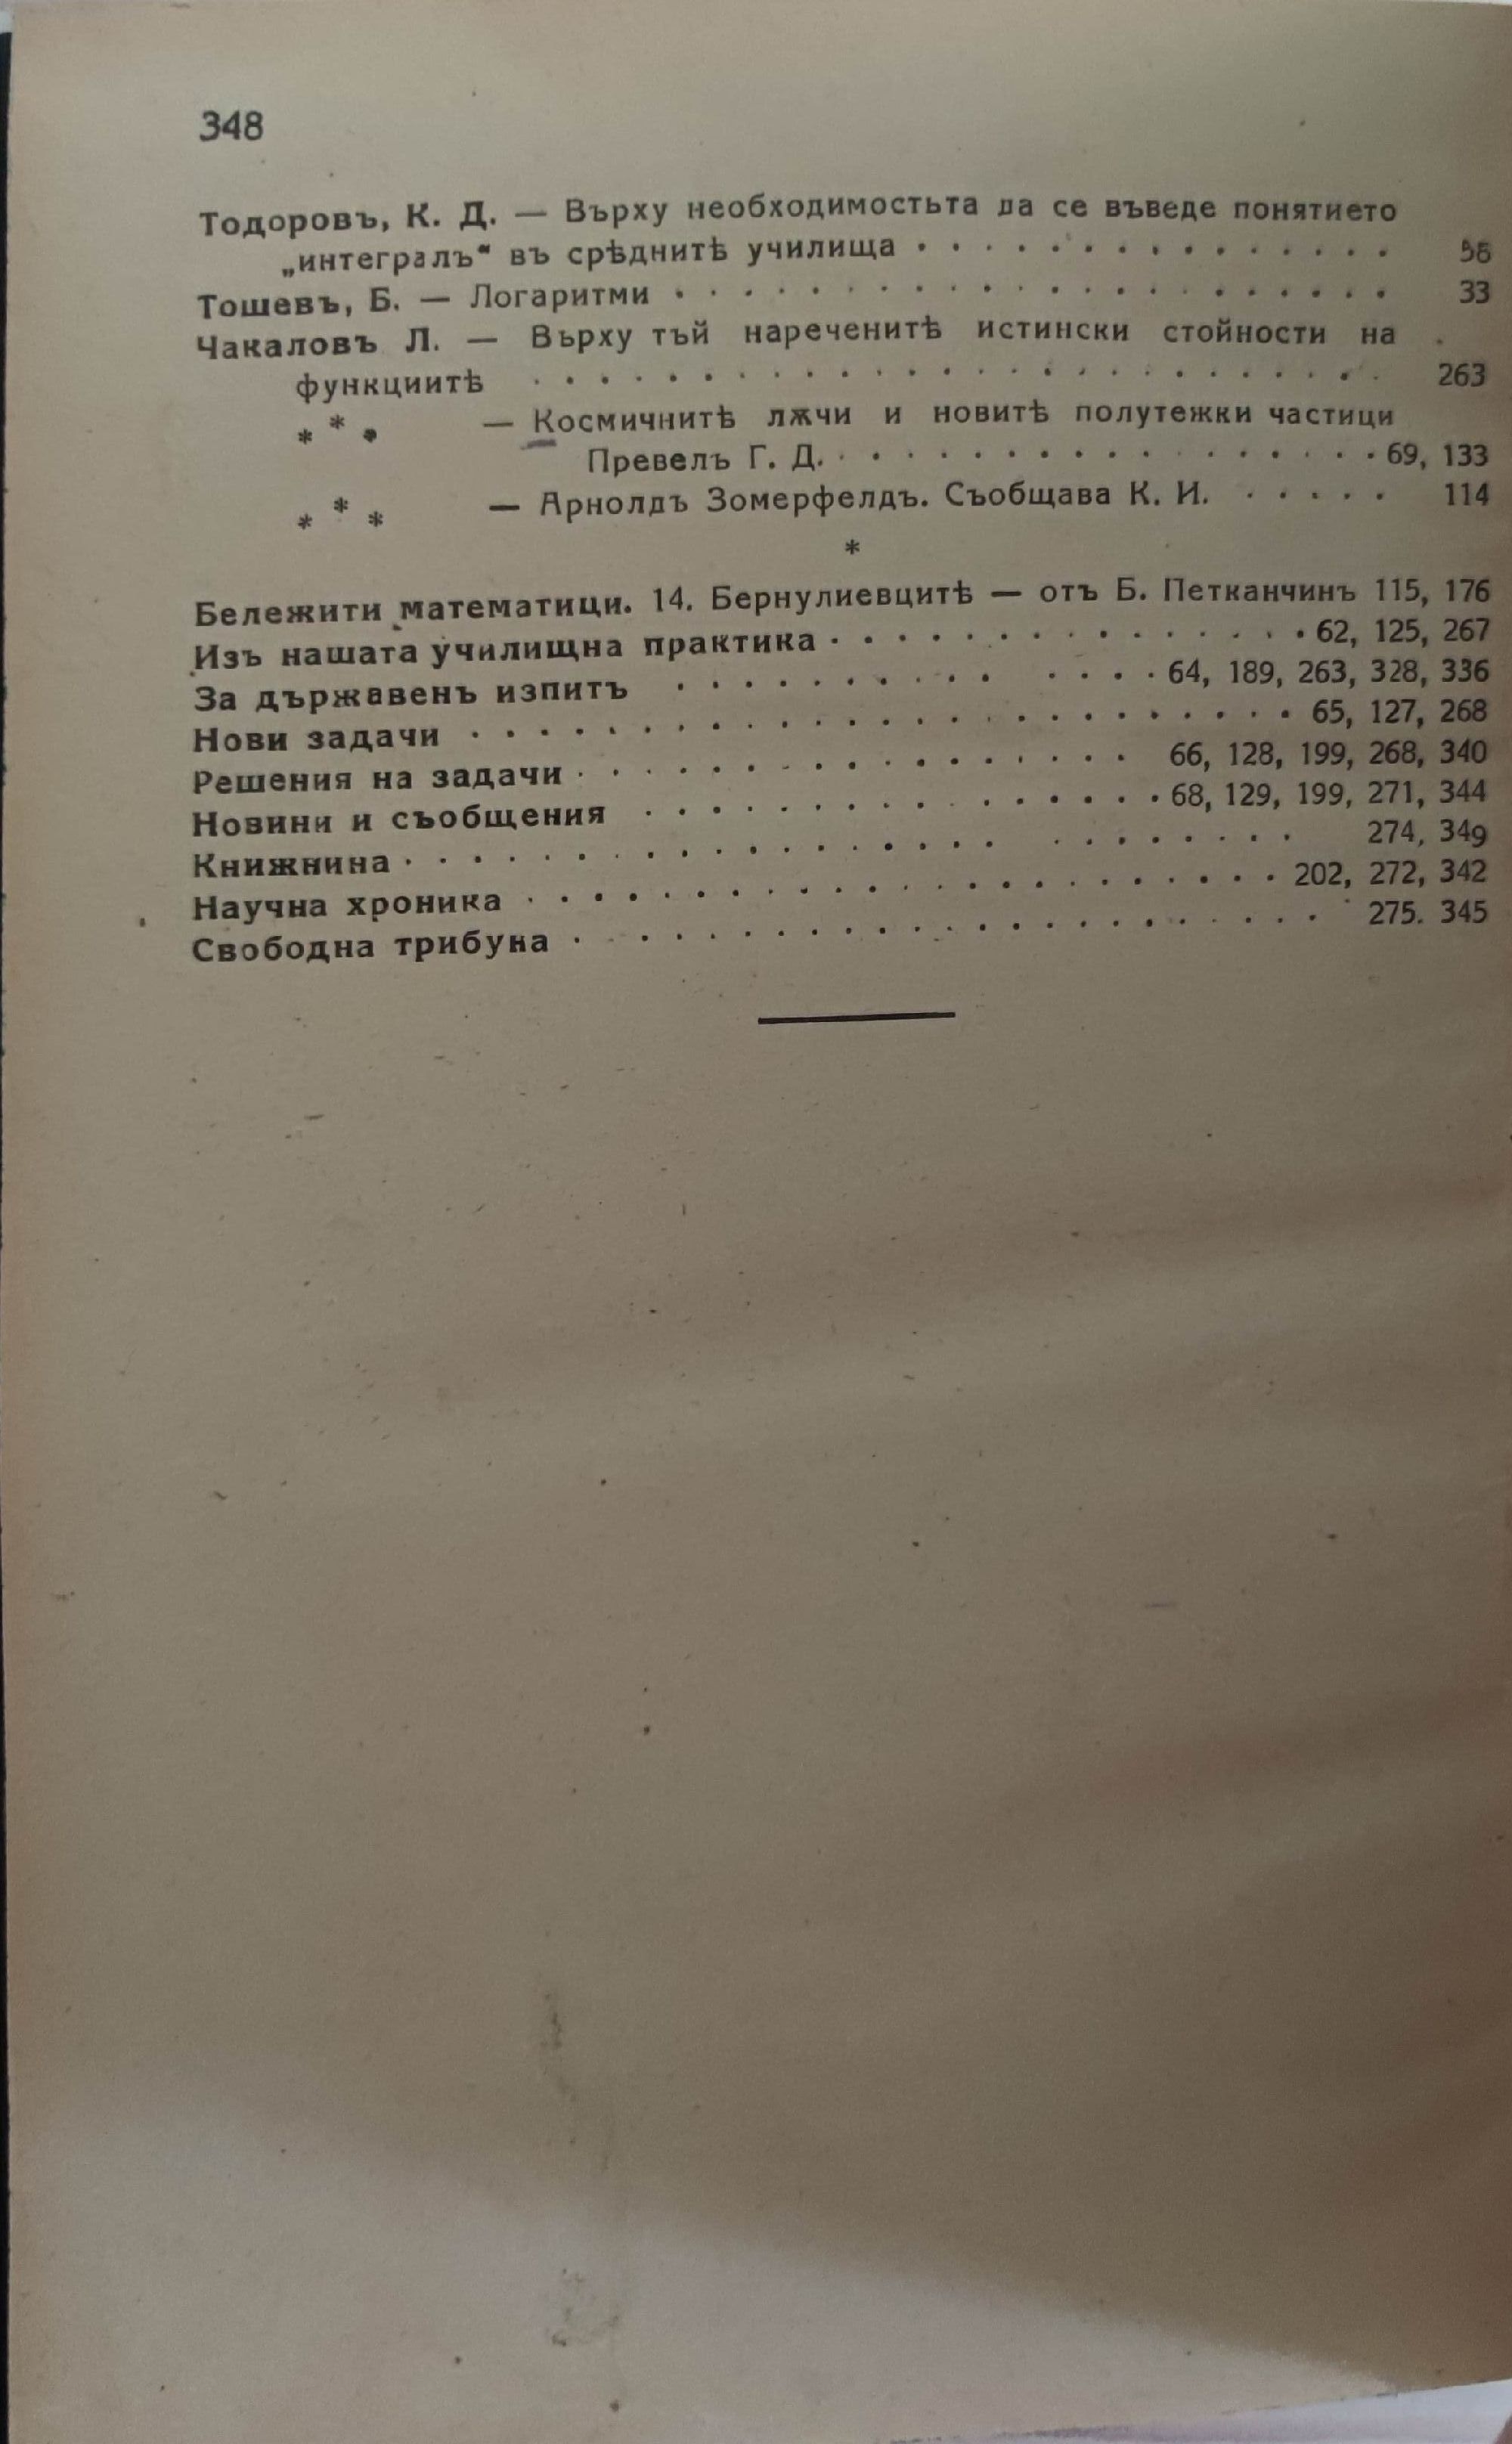 348
Тодоровъ, К. Д. — Върху необходимостьта да се въведе понятието
„интегралъ“ въ срѣднитѣ училища . . . . . . . . . . . . . . .
Тошевъ, Б. — Логаритми . . . . . . . . . . . . . . . . . . . . . . 33
Чакаловъ Л. — Върху тъй нареченитѣ истински стойности на
функциитѣ . . . . . . . . . . . . . . . . . . . . . . . . . . 263
* * * — Космичнитѣ лѫчи и новитѣ полутежки частици
Превелъ Г. Д. . . . . . . . . . . . . . . . . . 69, 133
* * * — Арнолдъ Зомерфелдъ. Съобщава К. И. . . . . . 114
*
Бележити математици. 14. Бернулиевцитѣ — отъ Б. Петканчинъ 115, 176
Изъ нашата училищна практика . . . . . . . . . . . . . . . 62, 125, 267
За държавенъ изпитъ . . . . . . . . . . . . . . 64, 189, 263, 328, 336
Нови задачи . . . . . . . . . . . . . . . . . . . . . . . . . 65, 127, 268
Решения на задачи . . . . . . . . . . . . . . . . . 66, 128, 199, 268, 340
Новини и съобщения . . . . . . . . . . . . . . . . 68, 129, 199, 271, 344
Книжнина . . . . . . . . . . . . . . . . . . . . . . . . . . 274, 349
Научна хроника . . . . . . . . . . . . . . . . . . . . . . . 202, 272, 342
Свободна трибуна . . . . . . . . . . . . . . . . . . . . . . . 275. 345